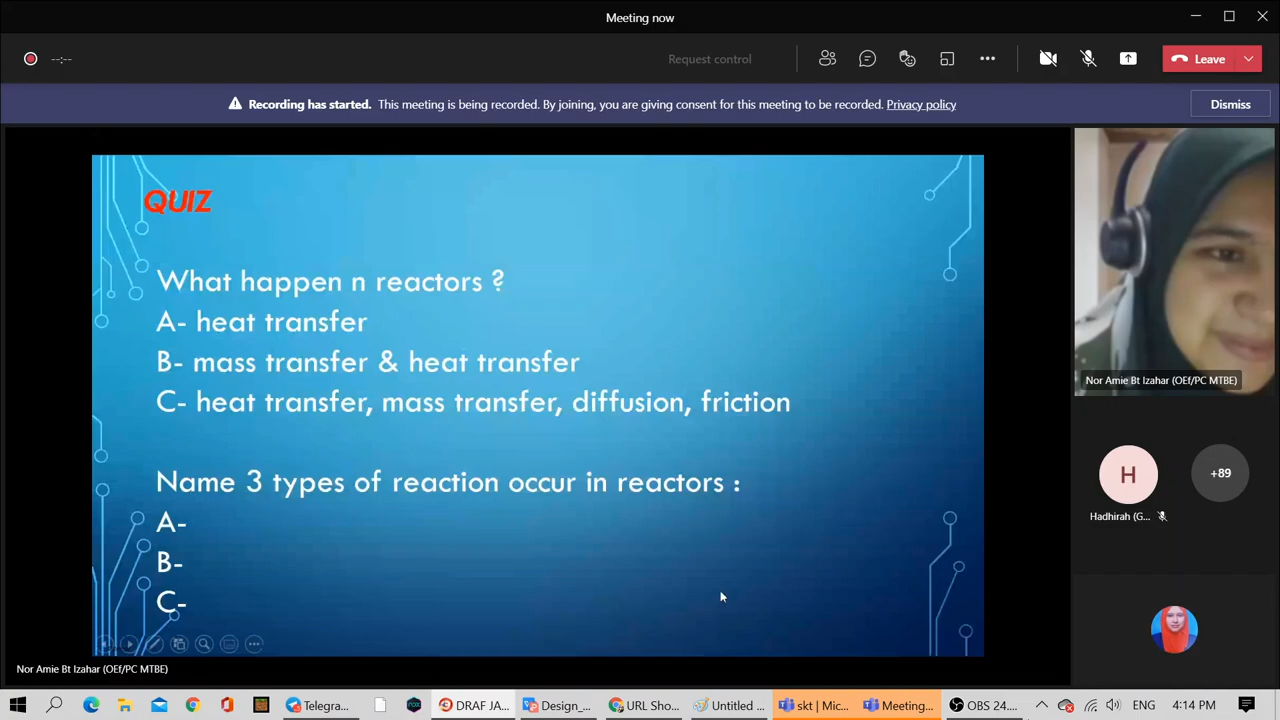 Meeting now
--:--
Request control
Leave
Recording has started. This meeting is being recorded. By joining, you are giving consent for this meeting to be recorded. Privacy policy
Dismiss
QUIZ
What happen n reactors ?
A- heat transfer
B- mass transfer & heat transfer
C- heat transfer, mass transfer, diffusion, friction
Name 3 types of reaction occur in reactors :
A-
B-
C-
Nor Amie Bt Izahar (OEf/PC MTBE)
Nor Amie Bt Izahar (OEf/PC MTBE)
H
+89
Hadhirah (G...
Telegra...
DRAF JA...
Design_...
URL Sho...
Untitled ...
skt | Mic...
Meeting...
OBS 24....
4:14 PM